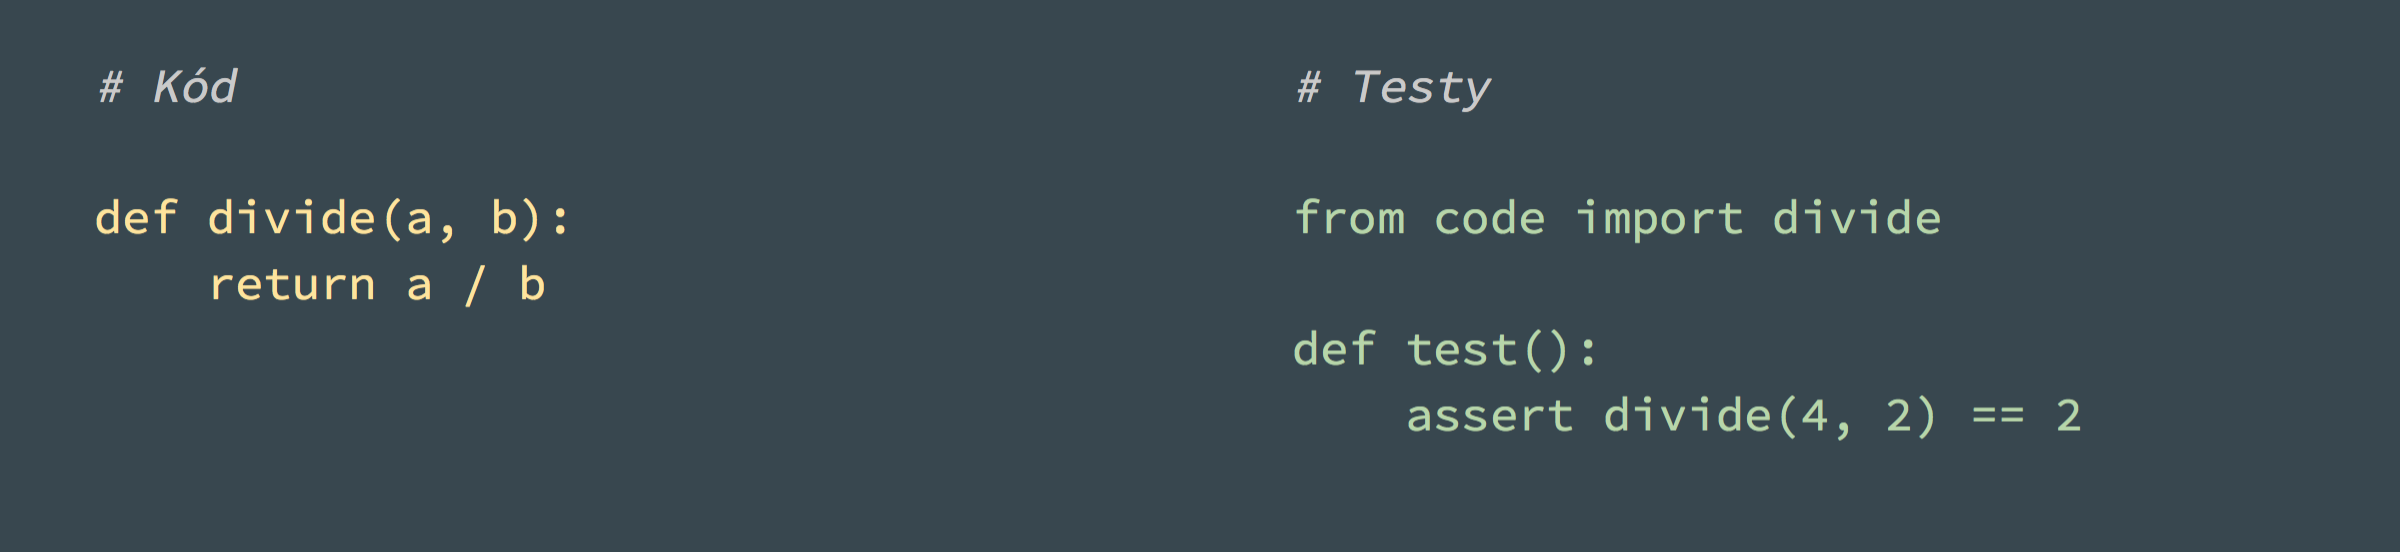 # Kód
def divide(a, b):
    return a / b
# Testy
from code import divide
def test():
    assert divide(4, 2) == 2